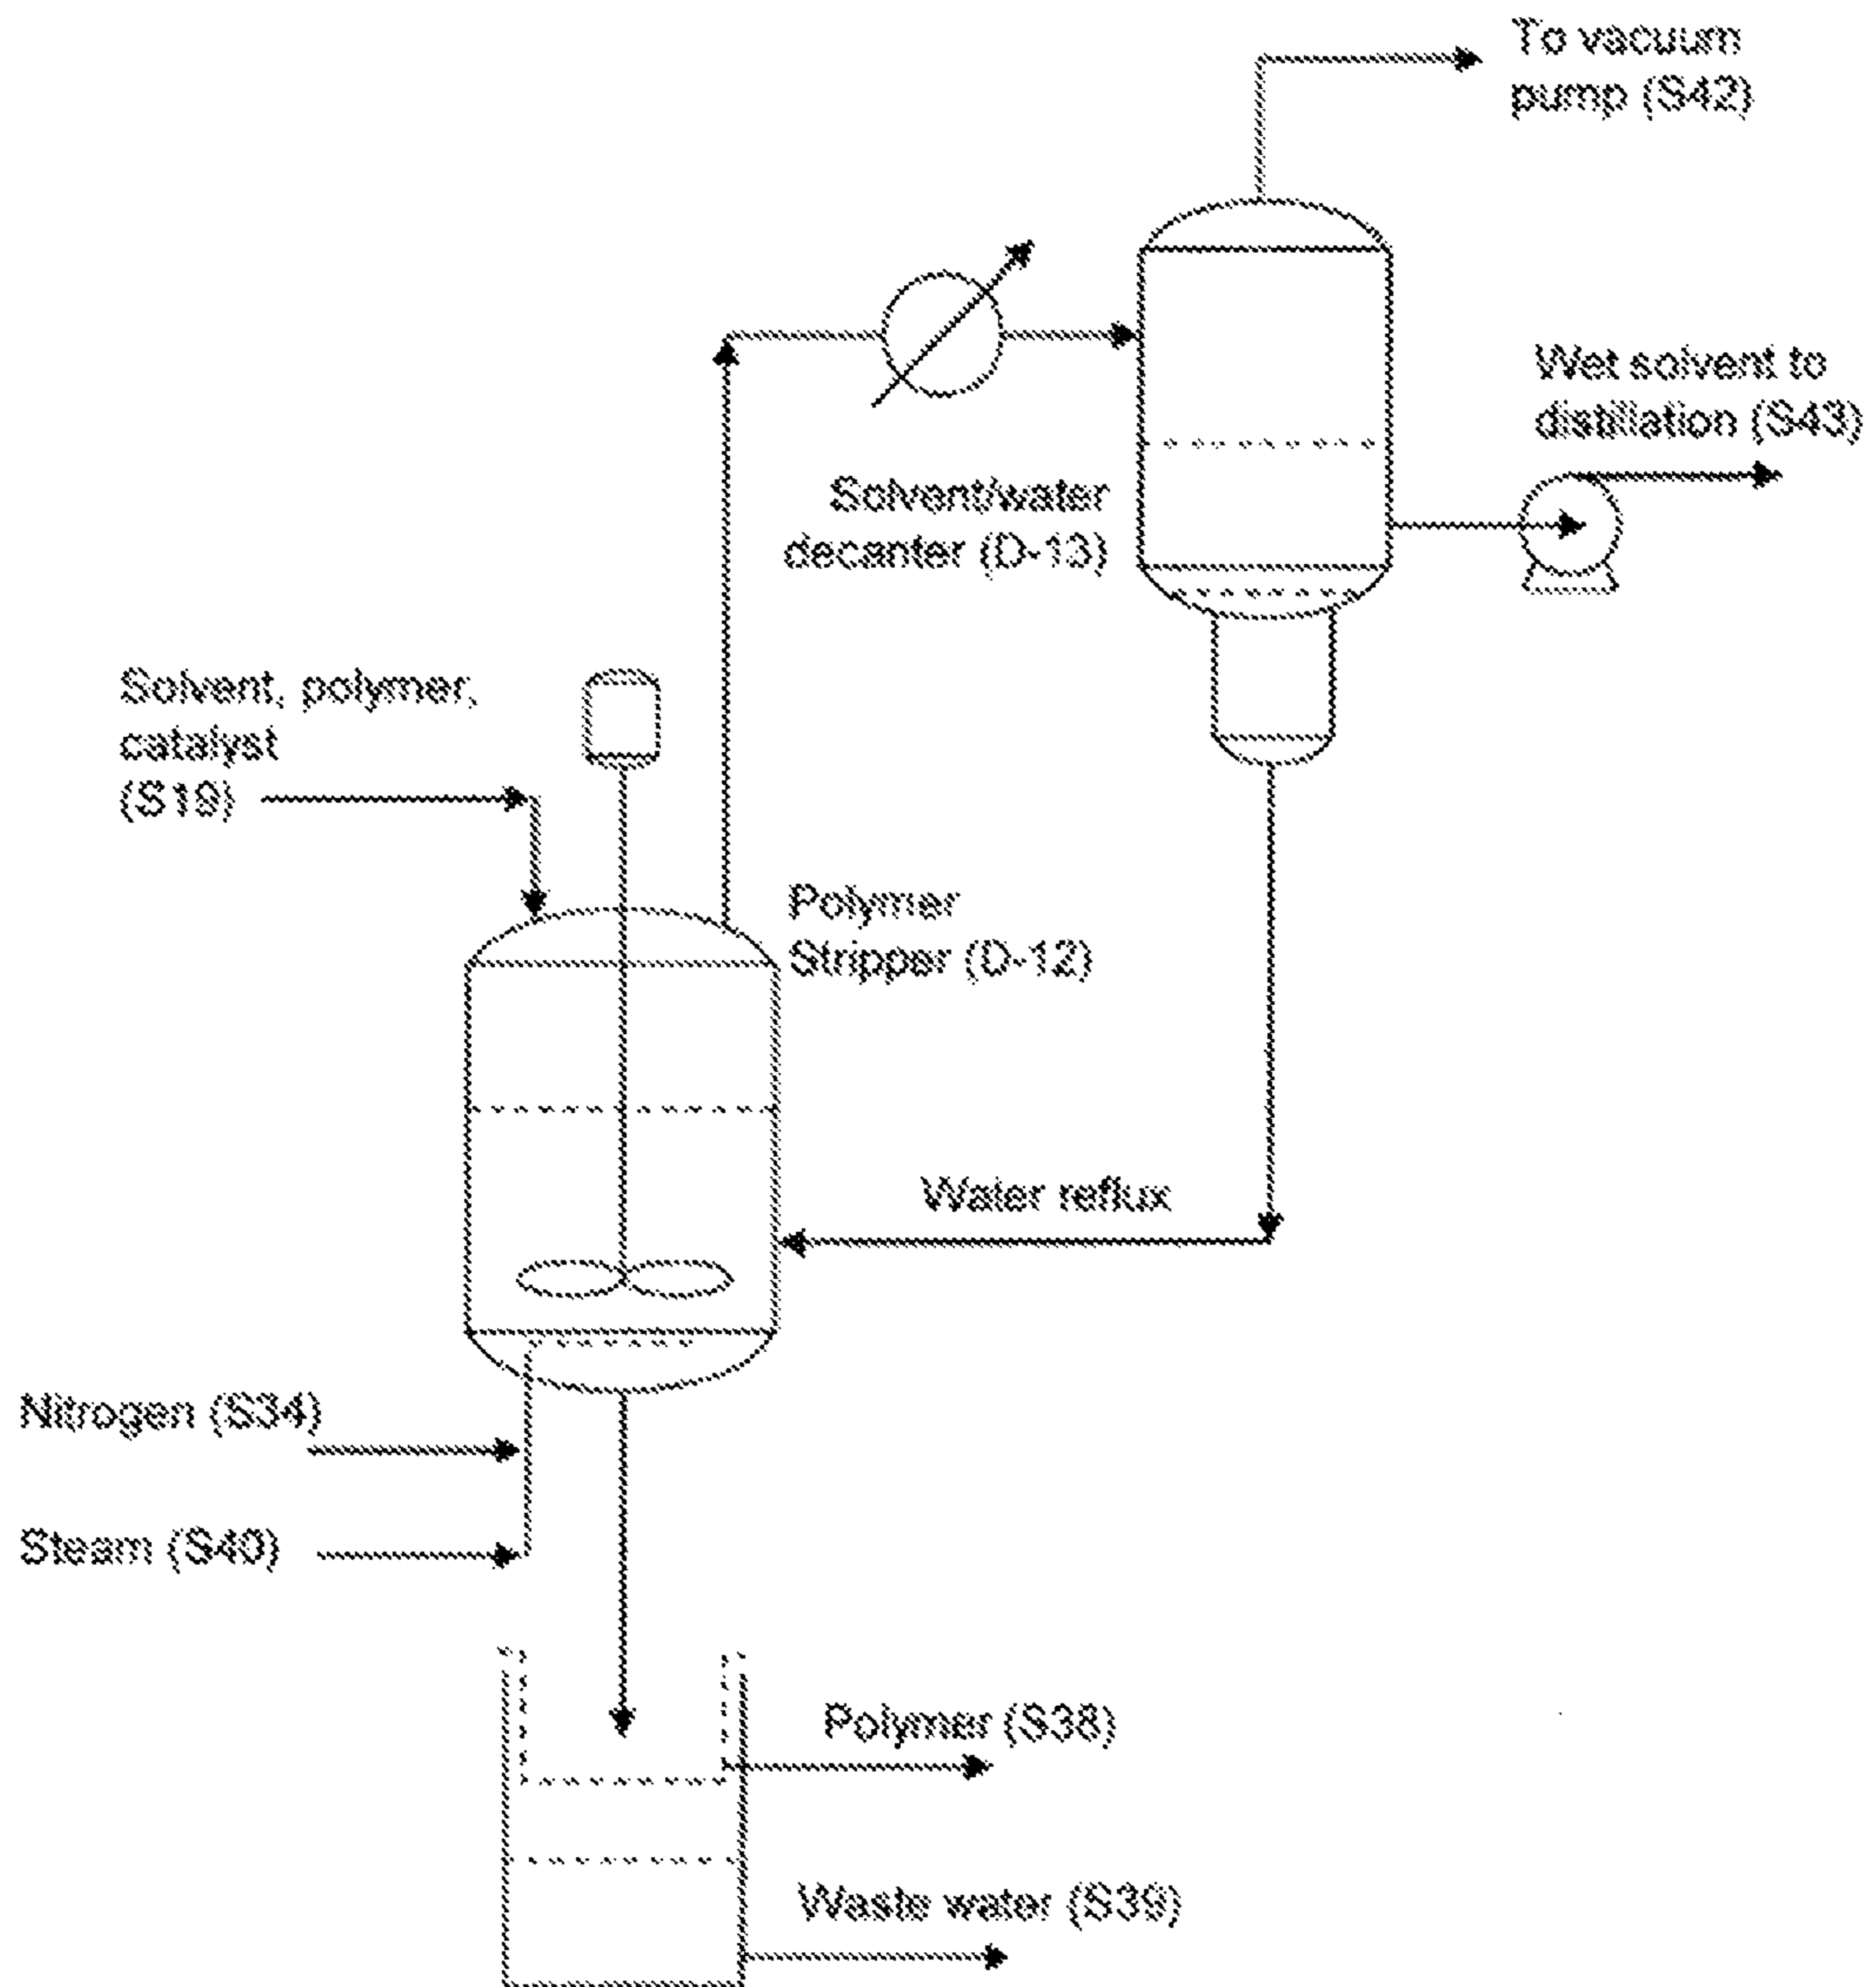 To vacuum
pump (S42)
Wet solvent to
distillation (S43)
Solvent/water
decanter (D-13)
Solvent, polymer,
catalyst
(S19)
Polymer
Stripper (D-12)
Water reflux
Nitrogen (S34)
Steam (S40)
Polymer (S38)
Waste water (S39)